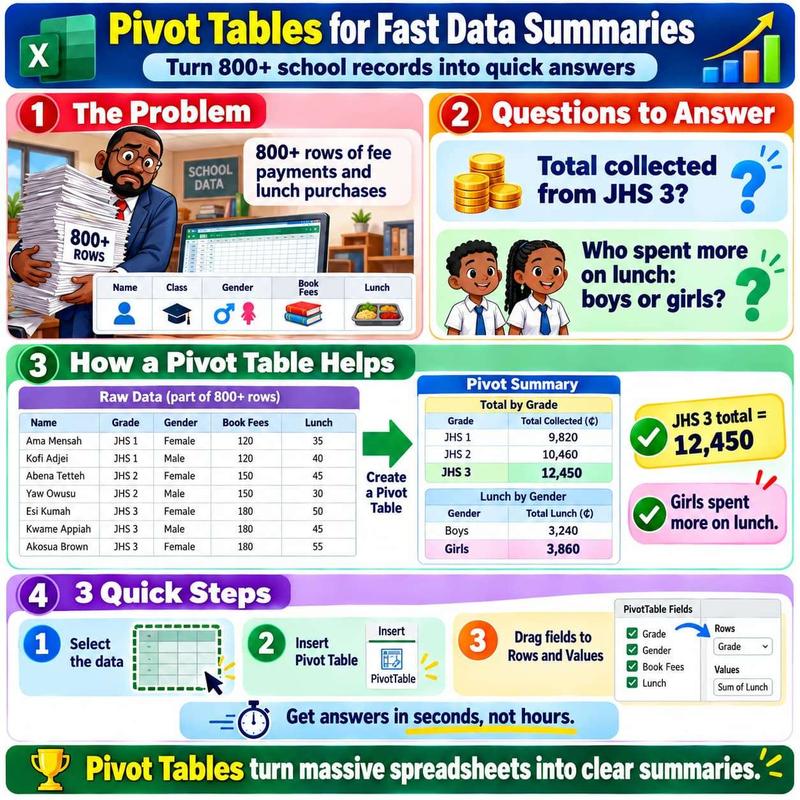 X
Pivot Tables for Fast Data Summaries
Turn 800+ school records into quick answers
1 The Problem
800+ rows of fee
payments and
lunch purchases
SCHOOL
DATA
800+
ROWS
Name Class Gender Book Fees Lunch
2 Questions to Answer
Total collected
from JHS 3?
?
Who spent more
on lunch:
boys or girls?
?
3 How a Pivot Table Helps
Raw Data (part of 800+ rows)
Name Grade Gender Book Fees Lunch
Ama Mensah JHS 1 Female 120 35
Kofi Adjei JHS 1 Male 120 40
Abena Tetteh JHS 2 Female 150 45
Yaw Owusu JHS 2 Male 150 30
Esi Kumah JHS 3 Female 180 50
Kwame Appiah JHS 3 Male 180 45
Akosua Brown JHS 3 Female 180 55
Create
a Pivot
Table
Pivot Summary
Total by Grade
Grade Total Collected (₵)
JHS 1 9,820
JHS 2 10,460
JHS 3 12,450
Lunch by Gender
Gender Total Lunch (₵)
Boys 3,240
Girls 3,860
JHS 3 total =
12,450
Girls spent
more on lunch.
4 3 Quick Steps
1 Select
the data
2 Insert
Pivot Table
Insert
PivotTable
3 Drag fields to
Rows and Values
PivotTable Fields
Grade
Gender
Book Fees
Lunch
Rows
Grade
Values
Sum of Lunch
Get answers in seconds, not hours.
Pivot Tables turn massive spreadsheets into clear summaries.